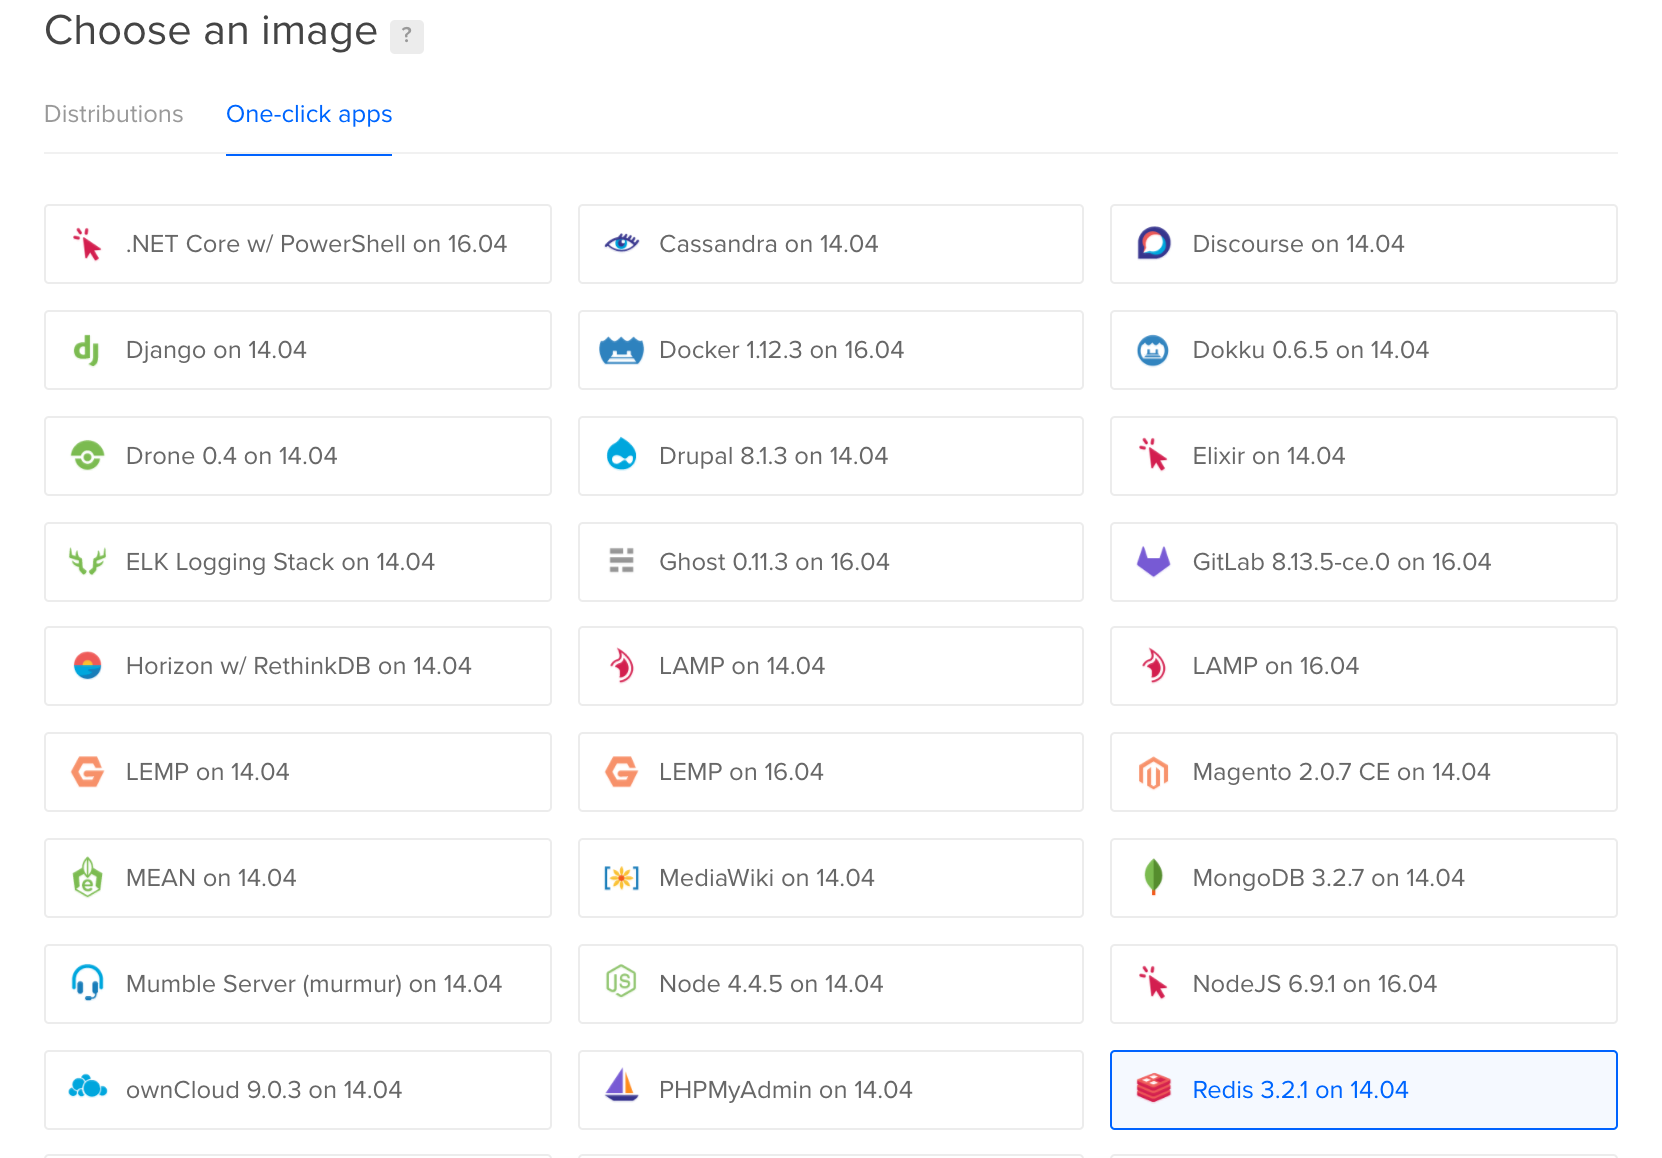 Choose an image ?
Distributions One-click apps
.NET Core w/ PowerShell on 16.04
Cassandra on 14.04
Discourse on 14.04
Django on 14.04
Docker 1.12.3 on 16.04
Dokku 0.6.5 on 14.04
Drone 0.4 on 14.04
Drupal 8.1.3 on 14.04
Elixir on 14.04
ELK Logging Stack on 14.04
Ghost 0.11.3 on 16.04
GitLab 8.13.5-ce.0 on 16.04
Horizon w/ RethinkDB on 14.04
LAMP on 14.04
LAMP on 16.04
LEMP on 14.04
LEMP on 16.04
Magento 2.0.7 CE on 14.04
MEAN on 14.04
MediaWiki on 14.04
MongoDB 3.2.7 on 14.04
Mumble Server (murmur) on 14.04
Node 4.4.5 on 14.04
NodeJS 6.9.1 on 16.04
ownCloud 9.0.3 on 14.04
PHPMyAdmin on 14.04
Redis 3.2.1 on 14.04